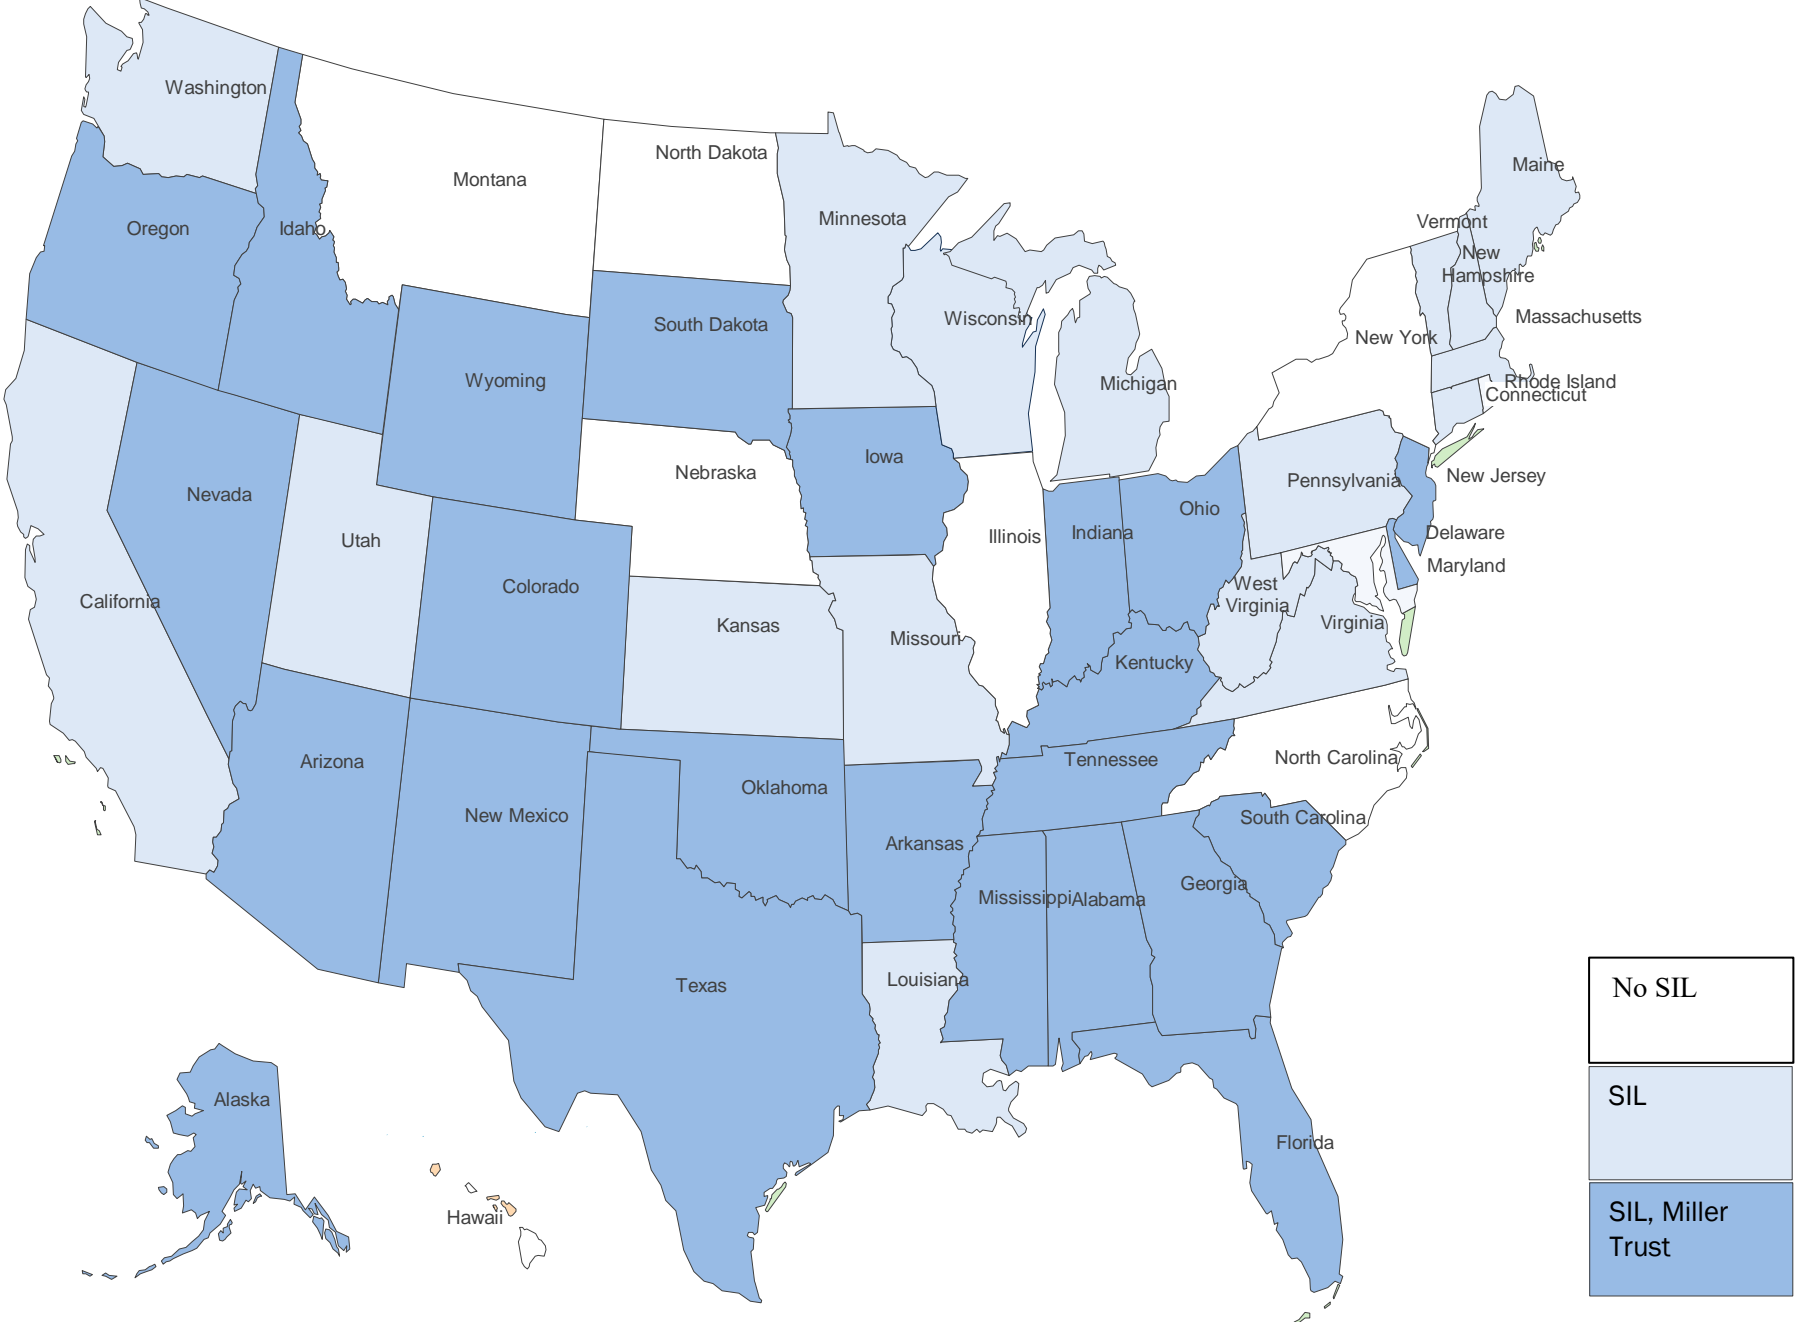 Washington
Montana
North Dakota
Minnesota
Maine
Oregon
Idaho
Vermont
New
Hampshire
South Dakota
Wisconsin
Massachusetts
New York
Wyoming
Michigan
Rhode Island
Connecticut
Iowa
Nebraska
Pennsylvania
New Jersey
Nevada
Ohio
Utah
Illinois
Indiana
Delaware
Maryland
Colorado
West
Virginia
California
Kansas
Missouri
Virginia
Kentucky
Arizona
Tennessee
North Carolina
Oklahoma
New Mexico
South Carolina
Arkansas
Georgia
Mississippi
Alabama
Texas
Louisiana
Alaska
Florida
Hawaii
No SIL
SIL
SIL, Miller
Trust